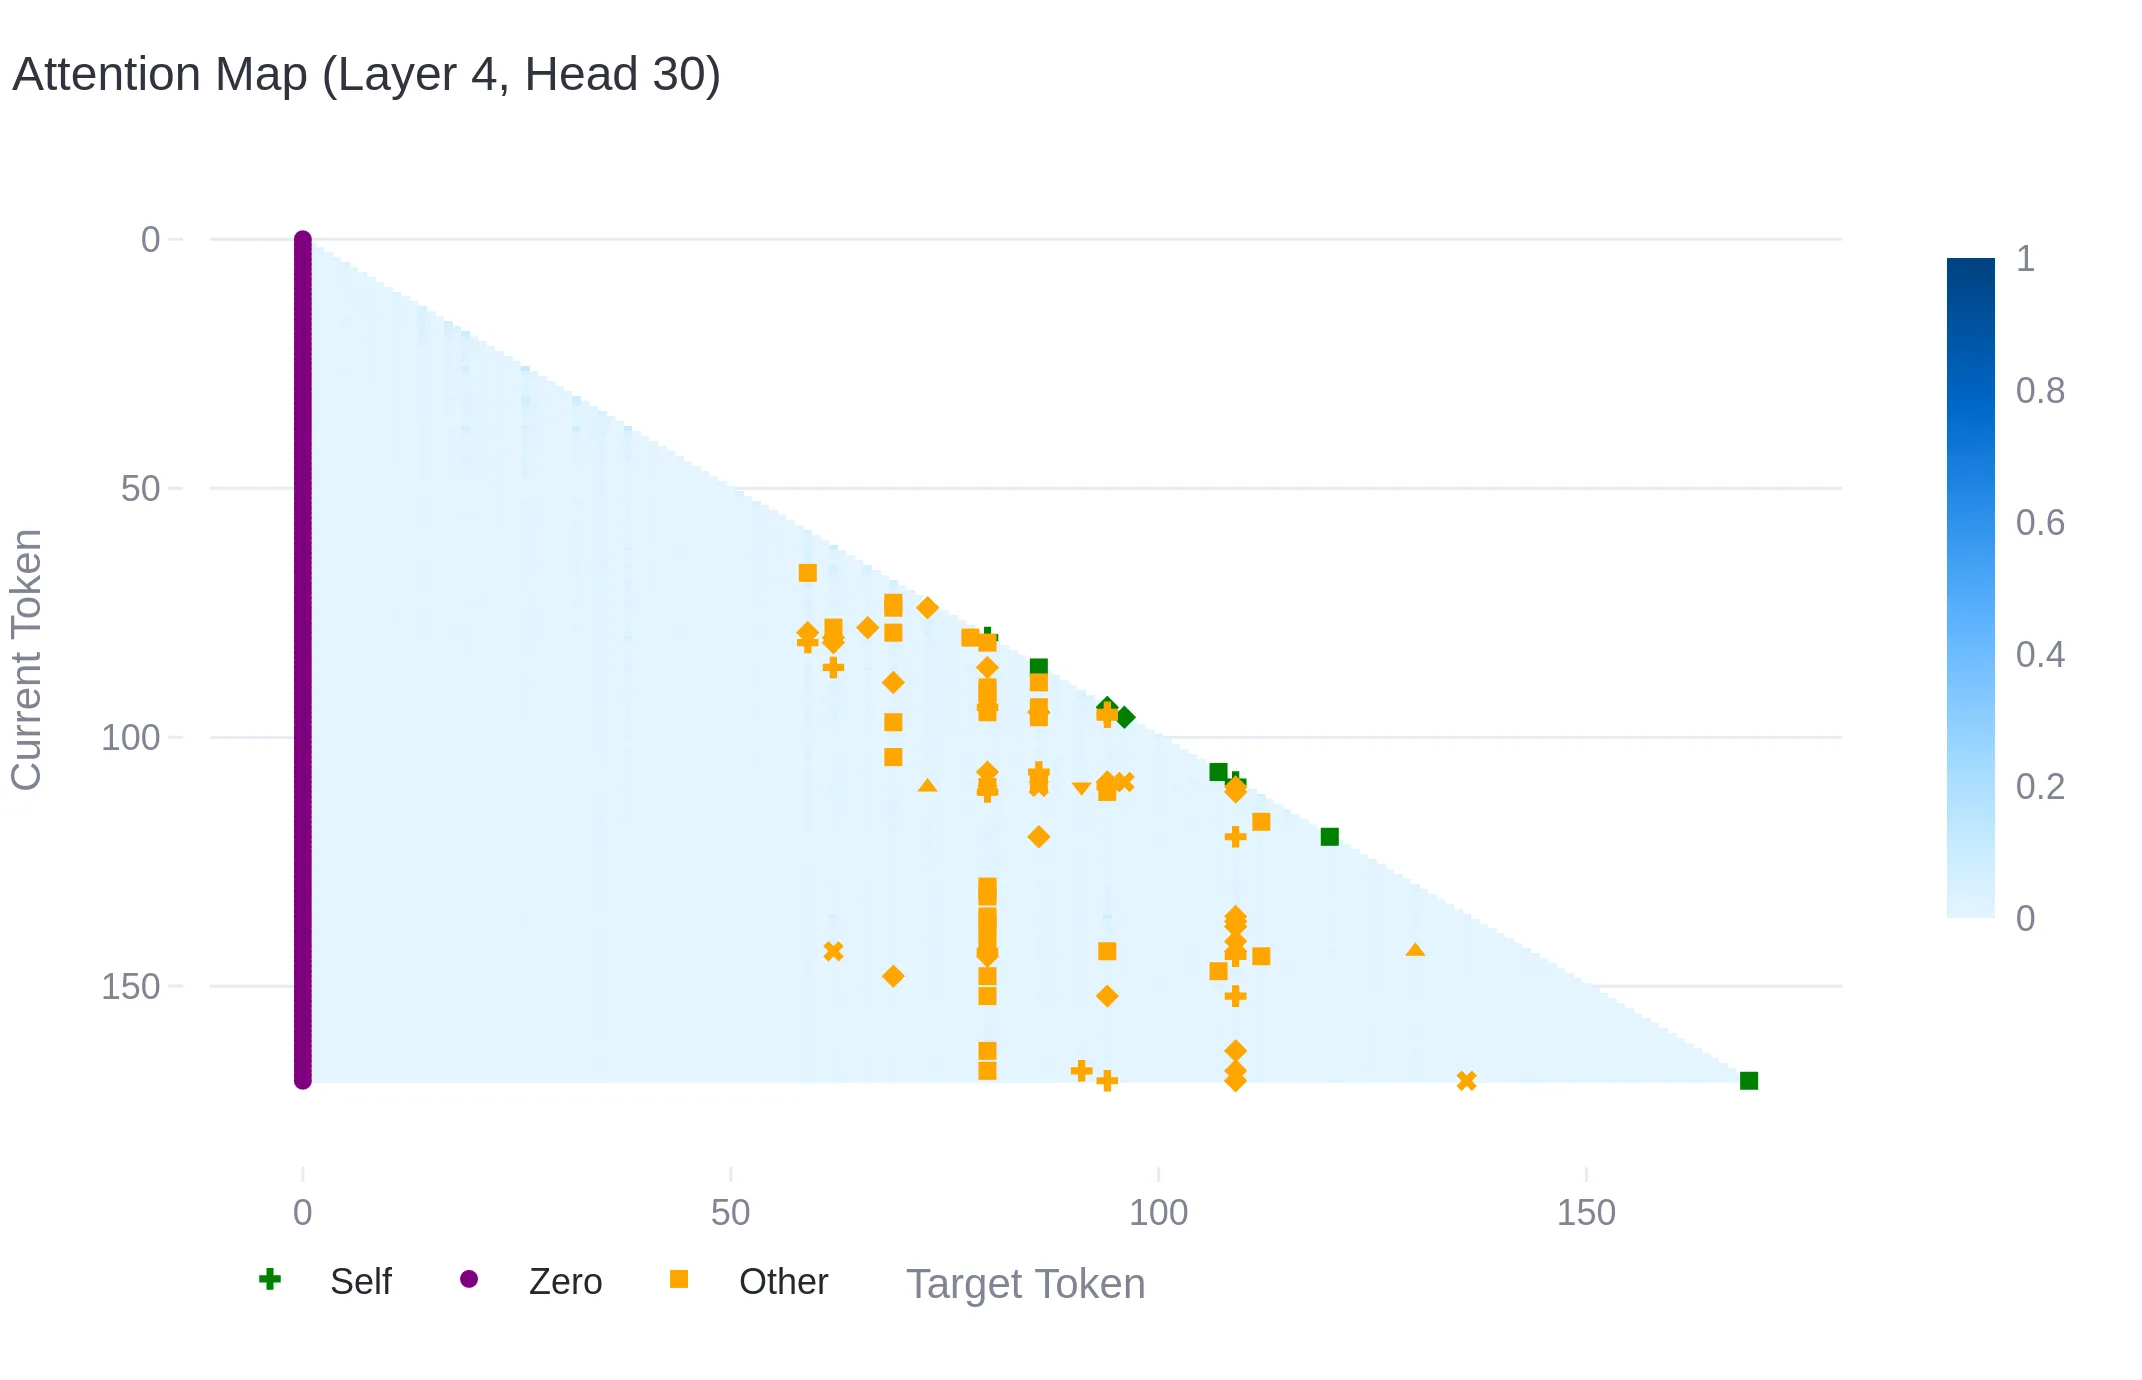 Attention Map (Layer 4, Head 30)
0
50
100
150
Current Token
0
50
100
150
Target Token
Self
Zero
Other
1
0.8
0.6
0.4
0.2
0